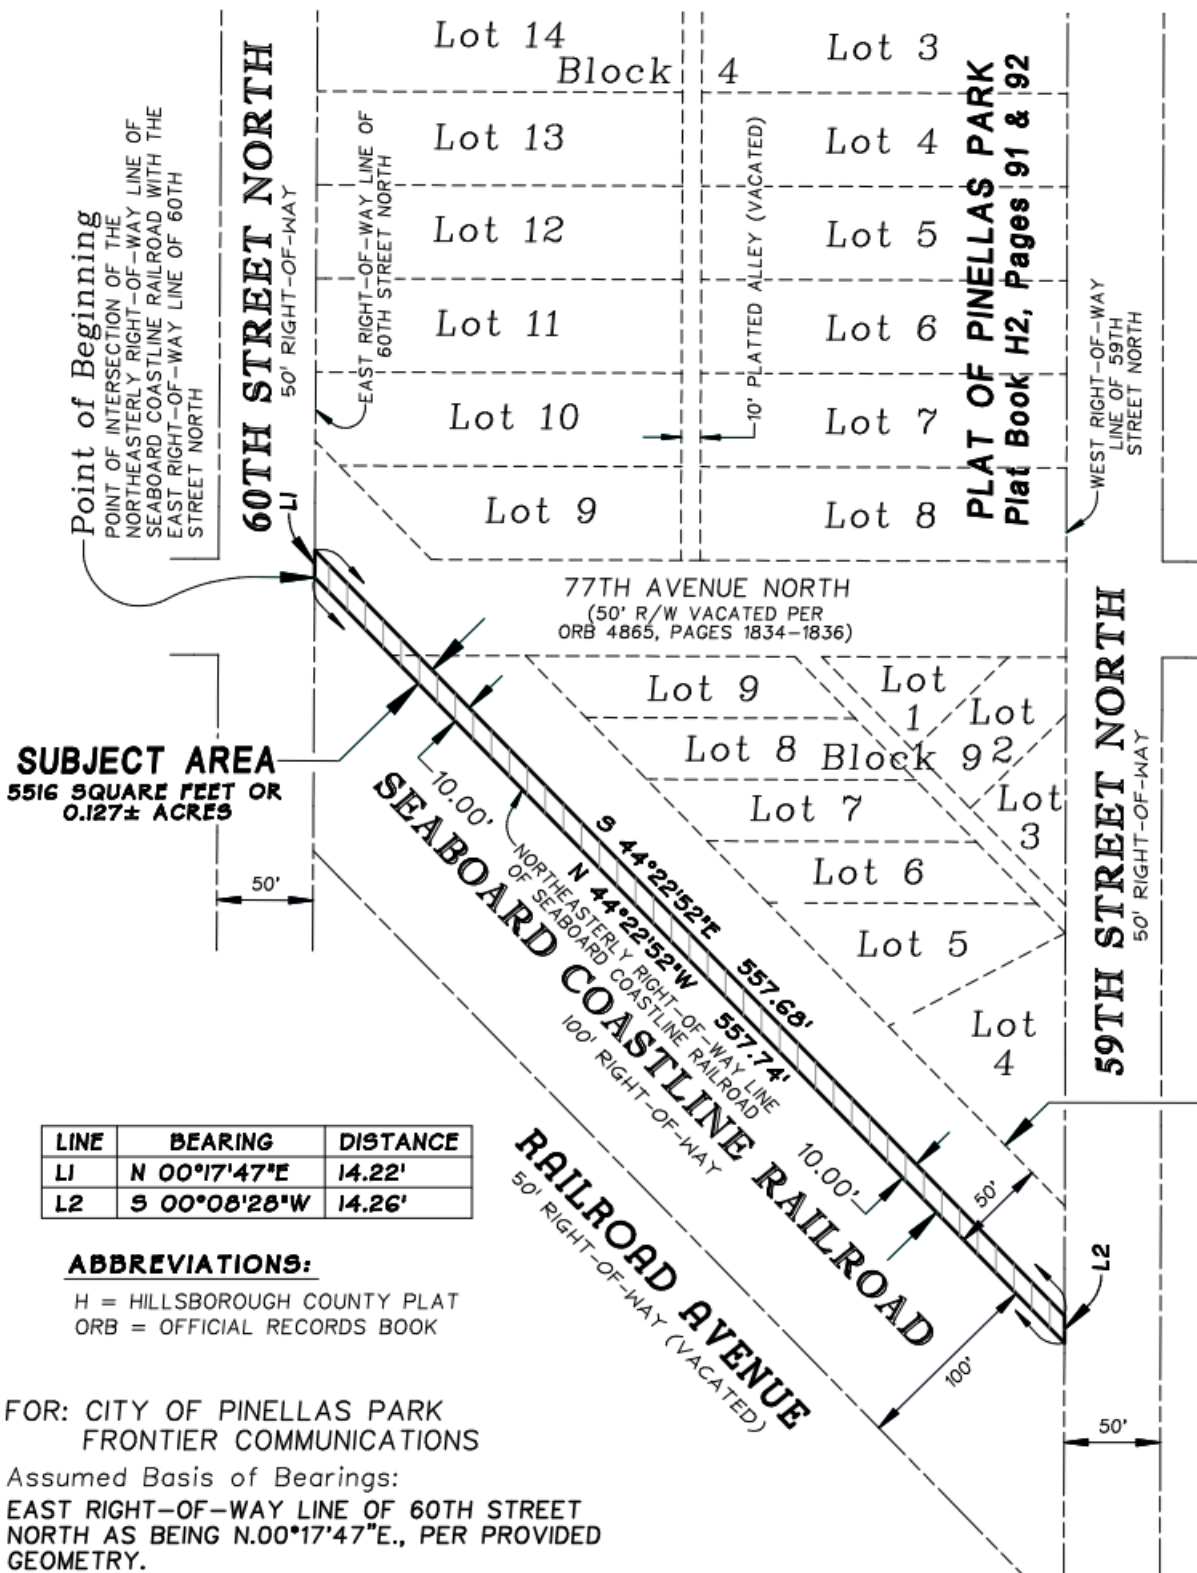 Lot 14
Block 4
Lot 3
Lot 13
Lot 4
Lot 12
Lot 5
Lot 11
Lot 6
Lot 10
Lot 7
Lot 9
Lot 8
PLAT OF PINELLAS PARK
Plat Book H2, Pages 91 & 92
10' PLATTED ALLEY (VACATED)
EAST RIGHT-OF-WAY LINE OF
60TH STREET NORTH
60TH STREET NORTH
50' RIGHT-OF-WAY
Point of Beginning
POINT OF INTERSECTION OF THE
NORTHEASTERLY RIGHT-OF-WAY LINE OF
SEABOARD COASTLINE RAILROAD WITH THE
EAST RIGHT-OF-WAY LINE OF 60TH
STREET NORTH
L1
WEST RIGHT-OF-WAY
LINE OF 59TH
STREET NORTH
77TH AVENUE NORTH
(50' R/W VACATED PER
ORB 4865, PAGES 1834-1836)
59TH STREET NORTH
50' RIGHT-OF-WAY
Lot 9
Lot
1
Lot
2
Lot 8
Block 9
Lot 7
Lot
3
Lot 6
Lot 5
Lot
4
SUBJECT AREA
5516 SQUARE FEET OR
0.127± ACRES
50'
10.00'
S 44°22'52"E
557.68'
N 44°22'52"W
557.74'
NORTHEASTERLY RIGHT-OF-WAY LINE
OF SEABOARD COASTLINE RAILROAD
SEABOARD COASTLINE RAILROAD
100' RIGHT-OF-WAY
10.00'
50'
L2
100'
50'
RAILROAD AVENUE
50' RIGHT-OF-WAY (VACATED)
LINE BEARING DISTANCE
L1 N 00°17'47"E 14.22'
L2 S 00°08'28"W 14.26'
ABBREVIATIONS:
H = HILLSBOROUGH COUNTY PLAT
ORB = OFFICIAL RECORDS BOOK
FOR: CITY OF PINELLAS PARK
FRONTIER COMMUNICATIONS
Assumed Basis of Bearings:
EAST RIGHT-OF-WAY LINE OF 60TH STREET
NORTH AS BEING N.00°17'47"E., PER PROVIDED
GEOMETRY.